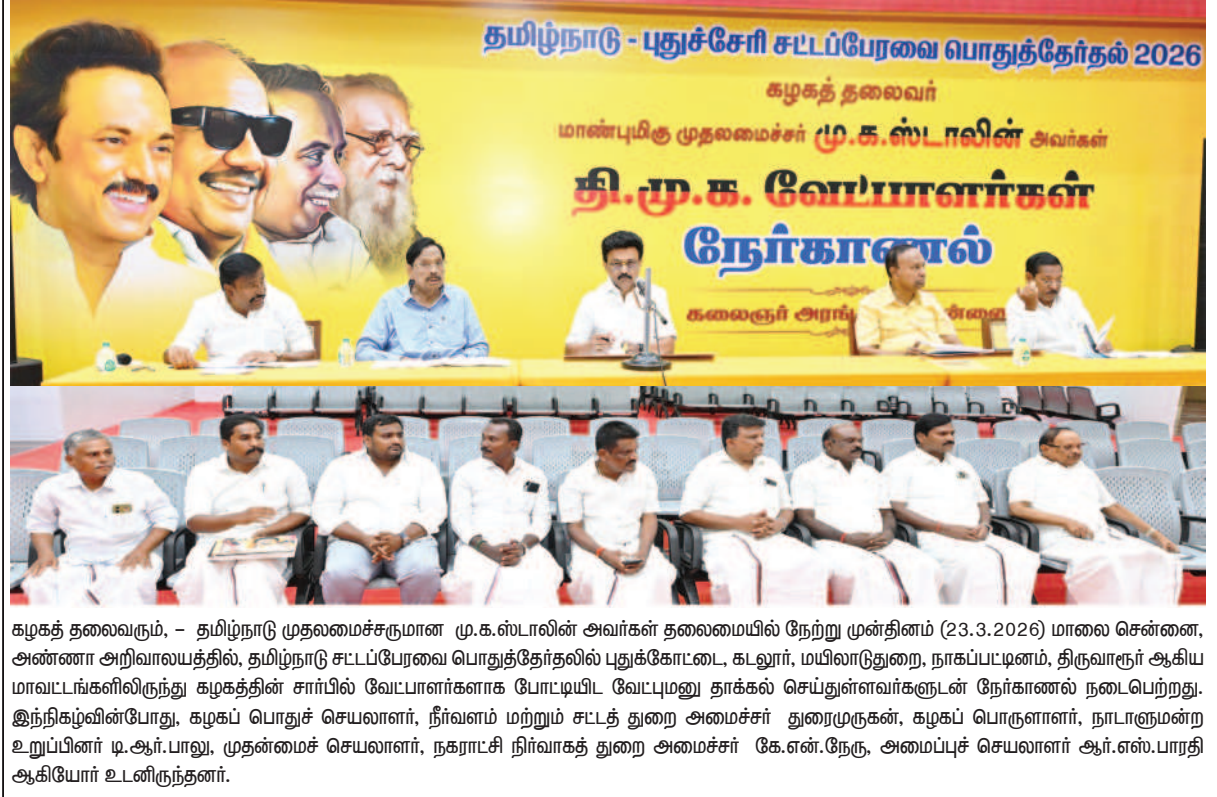 தமிழ்நாடு - புதுச்சேரி சட்டப்பேரவை பொதுத்தேர்தல் 2026
கழகத் தலைவர்
மாண்புமிகு முதலமைச்சர் மு.க.ஸ்டாலின் அவர்கள்
தி.மு.க. வேட்பாளர்கள்
நேர்காணல்
கலைஞர்
கழகத் தலைவரும், – தமிழ்நாடு முதலமைச்சருமான மு.க.ஸ்டாலின் அவர்கள் தலைமையில் நேற்று முன்தினம் (23.3.2026) மாலை சென்னை,
அண்ணா அறிவாலயத்தில், தமிழ்நாடு சட்டப்பேரவை பொதுத்தேர்தலில் புதுக்கோட்டை, கடலூர், மயிலாடுதுறை, நாகப்பட்டினம், திருவாரூர் ஆகிய
மாவட்டங்களிலிருந்து கழகத்தின் சார்பில் வேட்பாளர்களாக போட்டியிட வேட்புமனு தாக்கல் செய்துள்ளவர்களுடன் நேர்காணல் நடைபெற்றது.
இந்நிகழ்வின்போது, கழகப் பொதுச் செயலாளர், நீர்வளம் மற்றும் சட்டத் துறை அமைச்சர் துரைமுருகன், கழகப் பொருளாளர், நாடாளுமன்ற
உறுப்பினர் டி.ஆர்.பாலு, முதன்மைச் செயலாளர், நகராட்சி நிர்வாகத் துறை அமைச்சர் கே.என்.நேரு, அமைப்புச் செயலாளர் ஆர்.எஸ்.பாரதி
ஆகியோர் உடனிருந்தனர்.